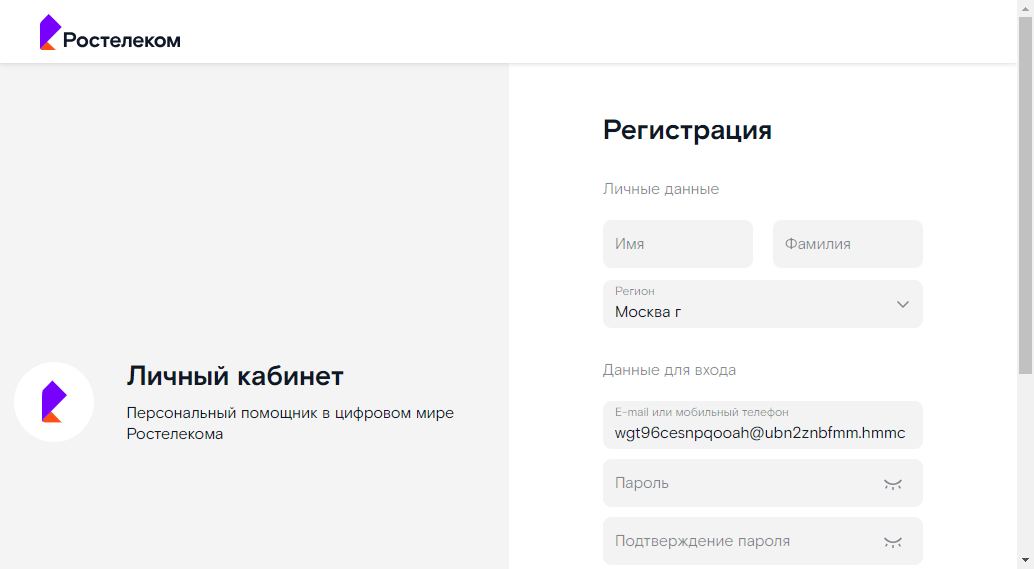 Ростелеком
Регистрация
Личные данные
Имя
Фамилия
Регион
Москва г
Данные для входа
E-mail или мобильный телефон
wgt96cesnpqooah@ubn2znbfmm.hmmc
Пароль
Подтверждение пароля
Личный кабинет
Персональный помощник в цифровом мире
Ростелекома